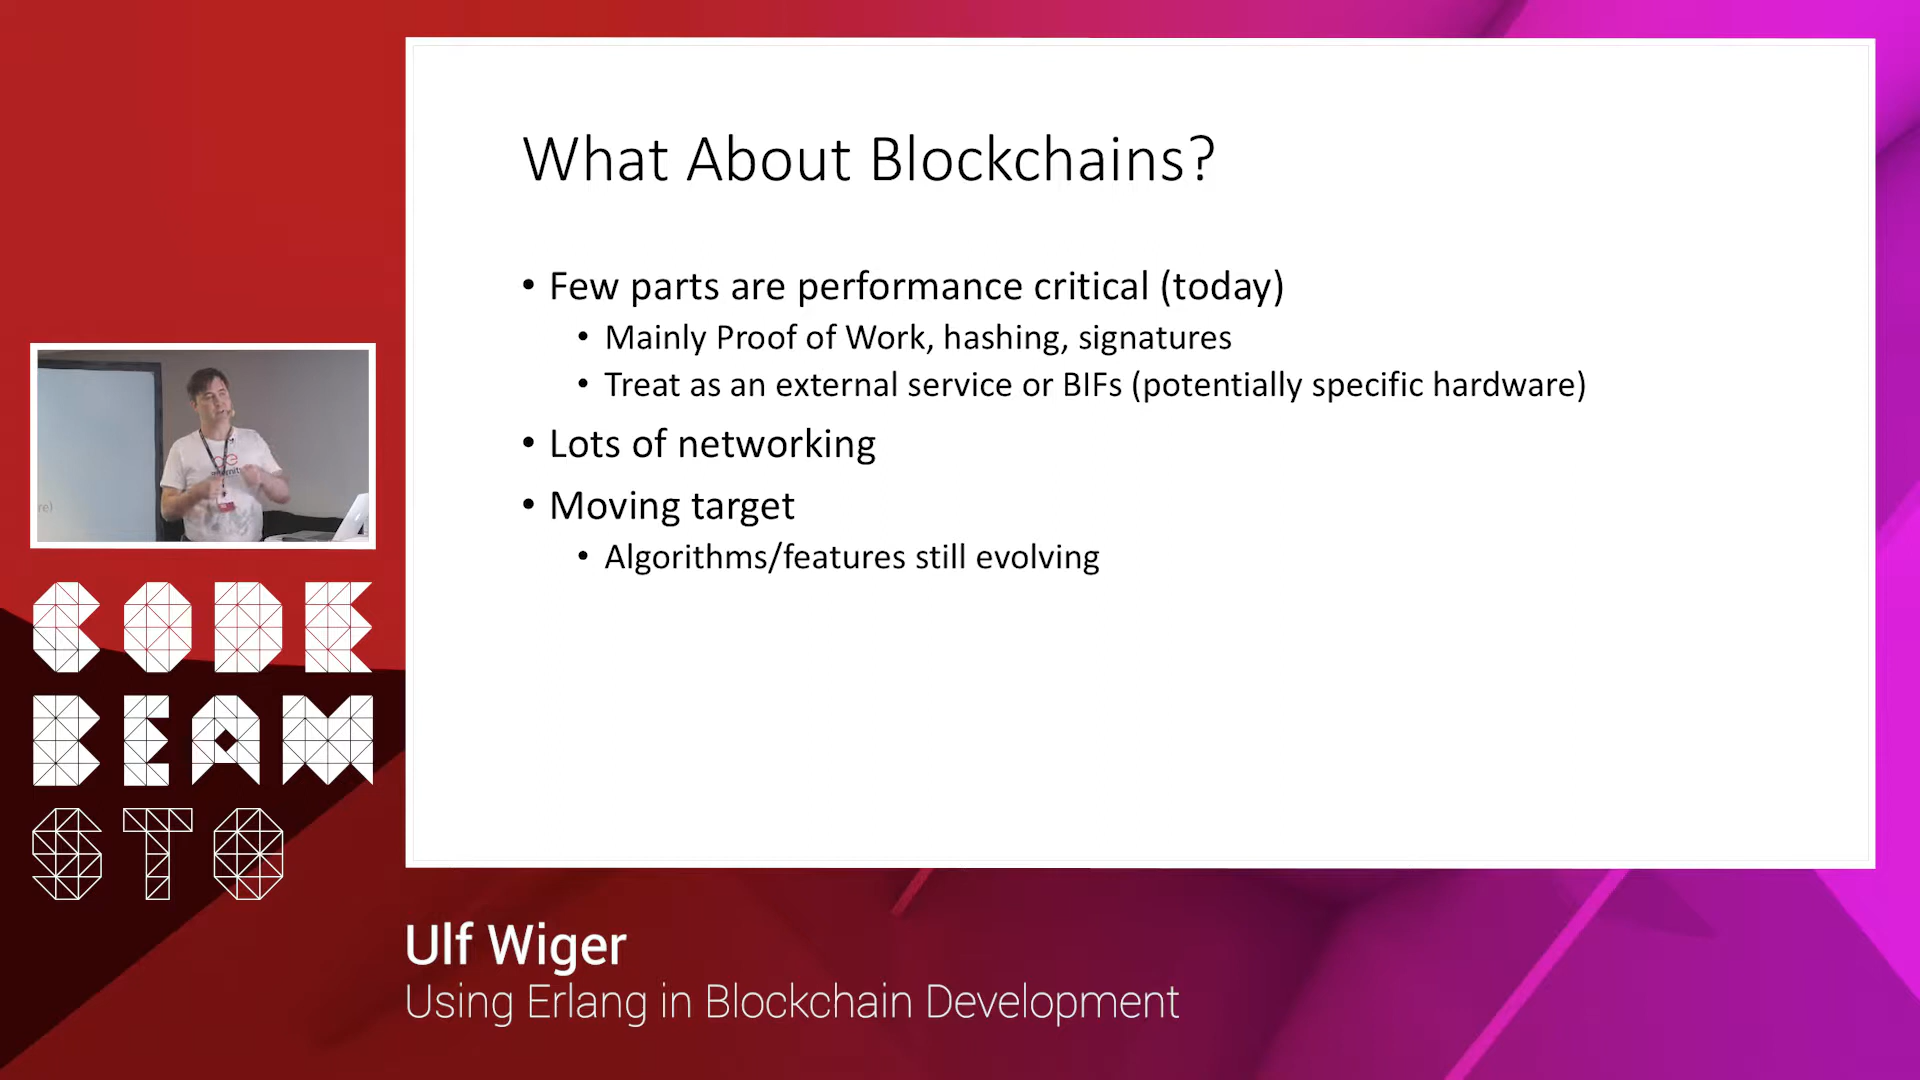 What About Blockchains?
• Few parts are performance critical (today)
• Mainly Proof of Work, hashing, signatures
• Treat as an external service or BIFs (potentially specific hardware)
• Lots of networking
• Moving target
• Algorithms/features still evolving
re)
CODE
BEAM
STO
Ulf Wiger
Using Erlang in Blockchain Development